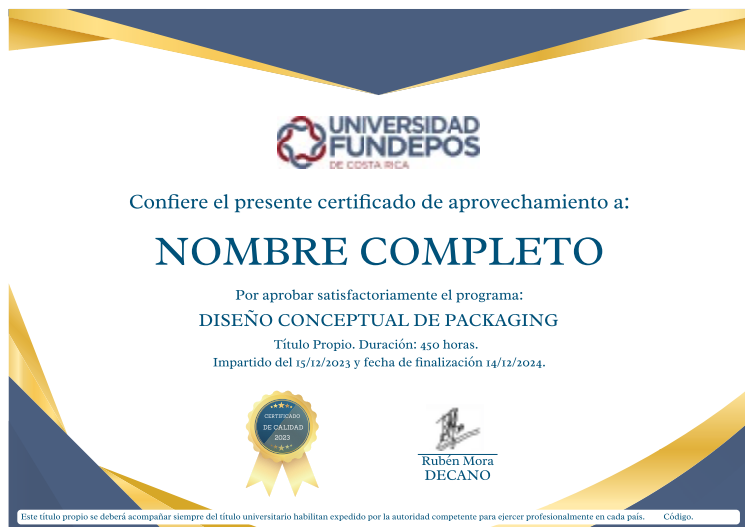 UNIVERSIDAD
FUNDEPOS
DE COSTA RICA
Confiere el presente certificado de aprovechamiento a:
NOMBRE COMPLETO
Por aprobar satisfactoriamente el programa:
DISEÑO CONCEPTUAL DE PACKAGING
Título Propio. Duración: 450 horas.
Impartido del 15/12/2023 y fecha de finalización 14/12/2024.
CERTIFICADO
DE CALIDAD
2023
Rubén Mora
DECANO
Este título propio se deberá acompañar siempre del título universitario habilitan expedido por la autoridad competente para ejercer profesionalmente en cada país. Código.